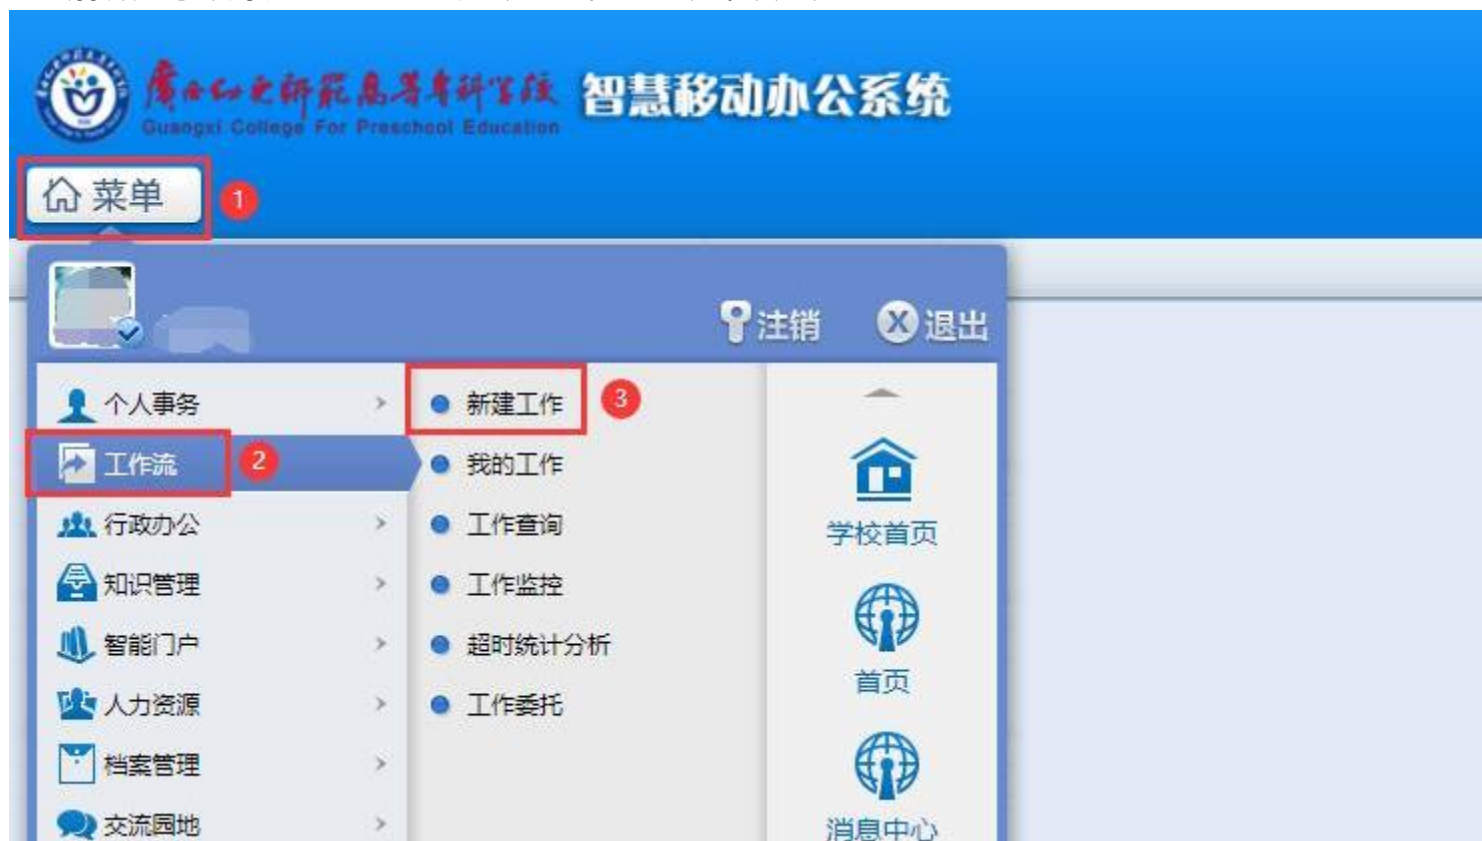 广西幼儿师范高等专科学校 智慧移动办公系统
Guangxi College For Preschool Education
菜单 1
注销 退出
个人事务
工作流 2
行政办公
知识管理
智能门户
人力资源
档案管理
交流园地
新建工作 3
我的工作
工作查询
工作监控
超时统计分析
工作委托
学校首页
首页
消息中心